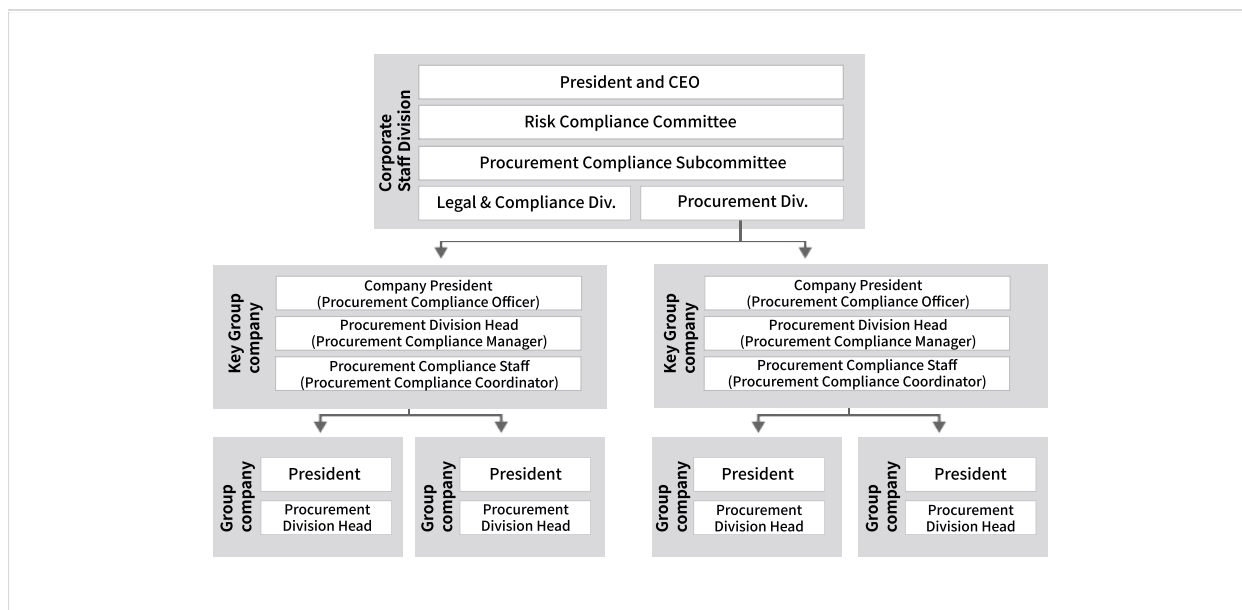 Corporate
Staff Division
President and CEO
Risk Compliance Committee
Procurement Compliance Subcommittee
Legal & Compliance Div.
Procurement Div.
Key Group
company
Company President
(Procurement Compliance Officer)
Procurement Division Head
(Procurement Compliance Manager)
Procurement Compliance Staff
(Procurement Compliance Coordinator)
Key Group
company
Company President
(Procurement Compliance Officer)
Procurement Division Head
(Procurement Compliance Manager)
Procurement Compliance Staff
(Procurement Compliance Coordinator)
Group
company
President
Procurement
Division Head
Group
company
President
Procurement
Division Head
Group
company
President
Procurement
Division Head
Group
company
President
Procurement
Division Head